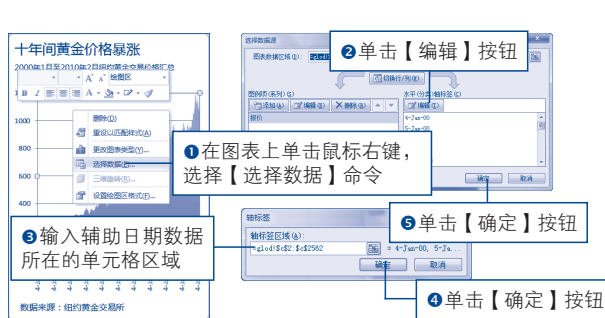 十年间黄金价格暴涨
2000年1月至2010年2月纽约黄金交易价格汇总
绘图区
B I
删除(D)
重设以匹配样式(A)
更改图表类型(Y)...
选择数据(E)...
三维旋转(R)...
设置绘图区格式(F)...
1000
800
600
400
数据来源：纽约黄金交易所
❶在图表上单击鼠标右键，
选择【选择数据】命令
选择数据源
图表数据区域(D):
❷单击【编辑】按钮
切换行/列(W)
图例项(系列)(S)
添加(A) 编辑(E) 删除(R)
报价
水平(分类)轴标签(C)
编辑(T)
4-Jan-00
确定 取消
❺单击【确定】按钮
❸输入辅助日期数据
所在的单元格区域
轴标签
轴标签区域(A):
=glod!$c$2:$c$2562 = 4-Jan-00, 5-Ja...
确定 取消
❹单击【确定】按钮